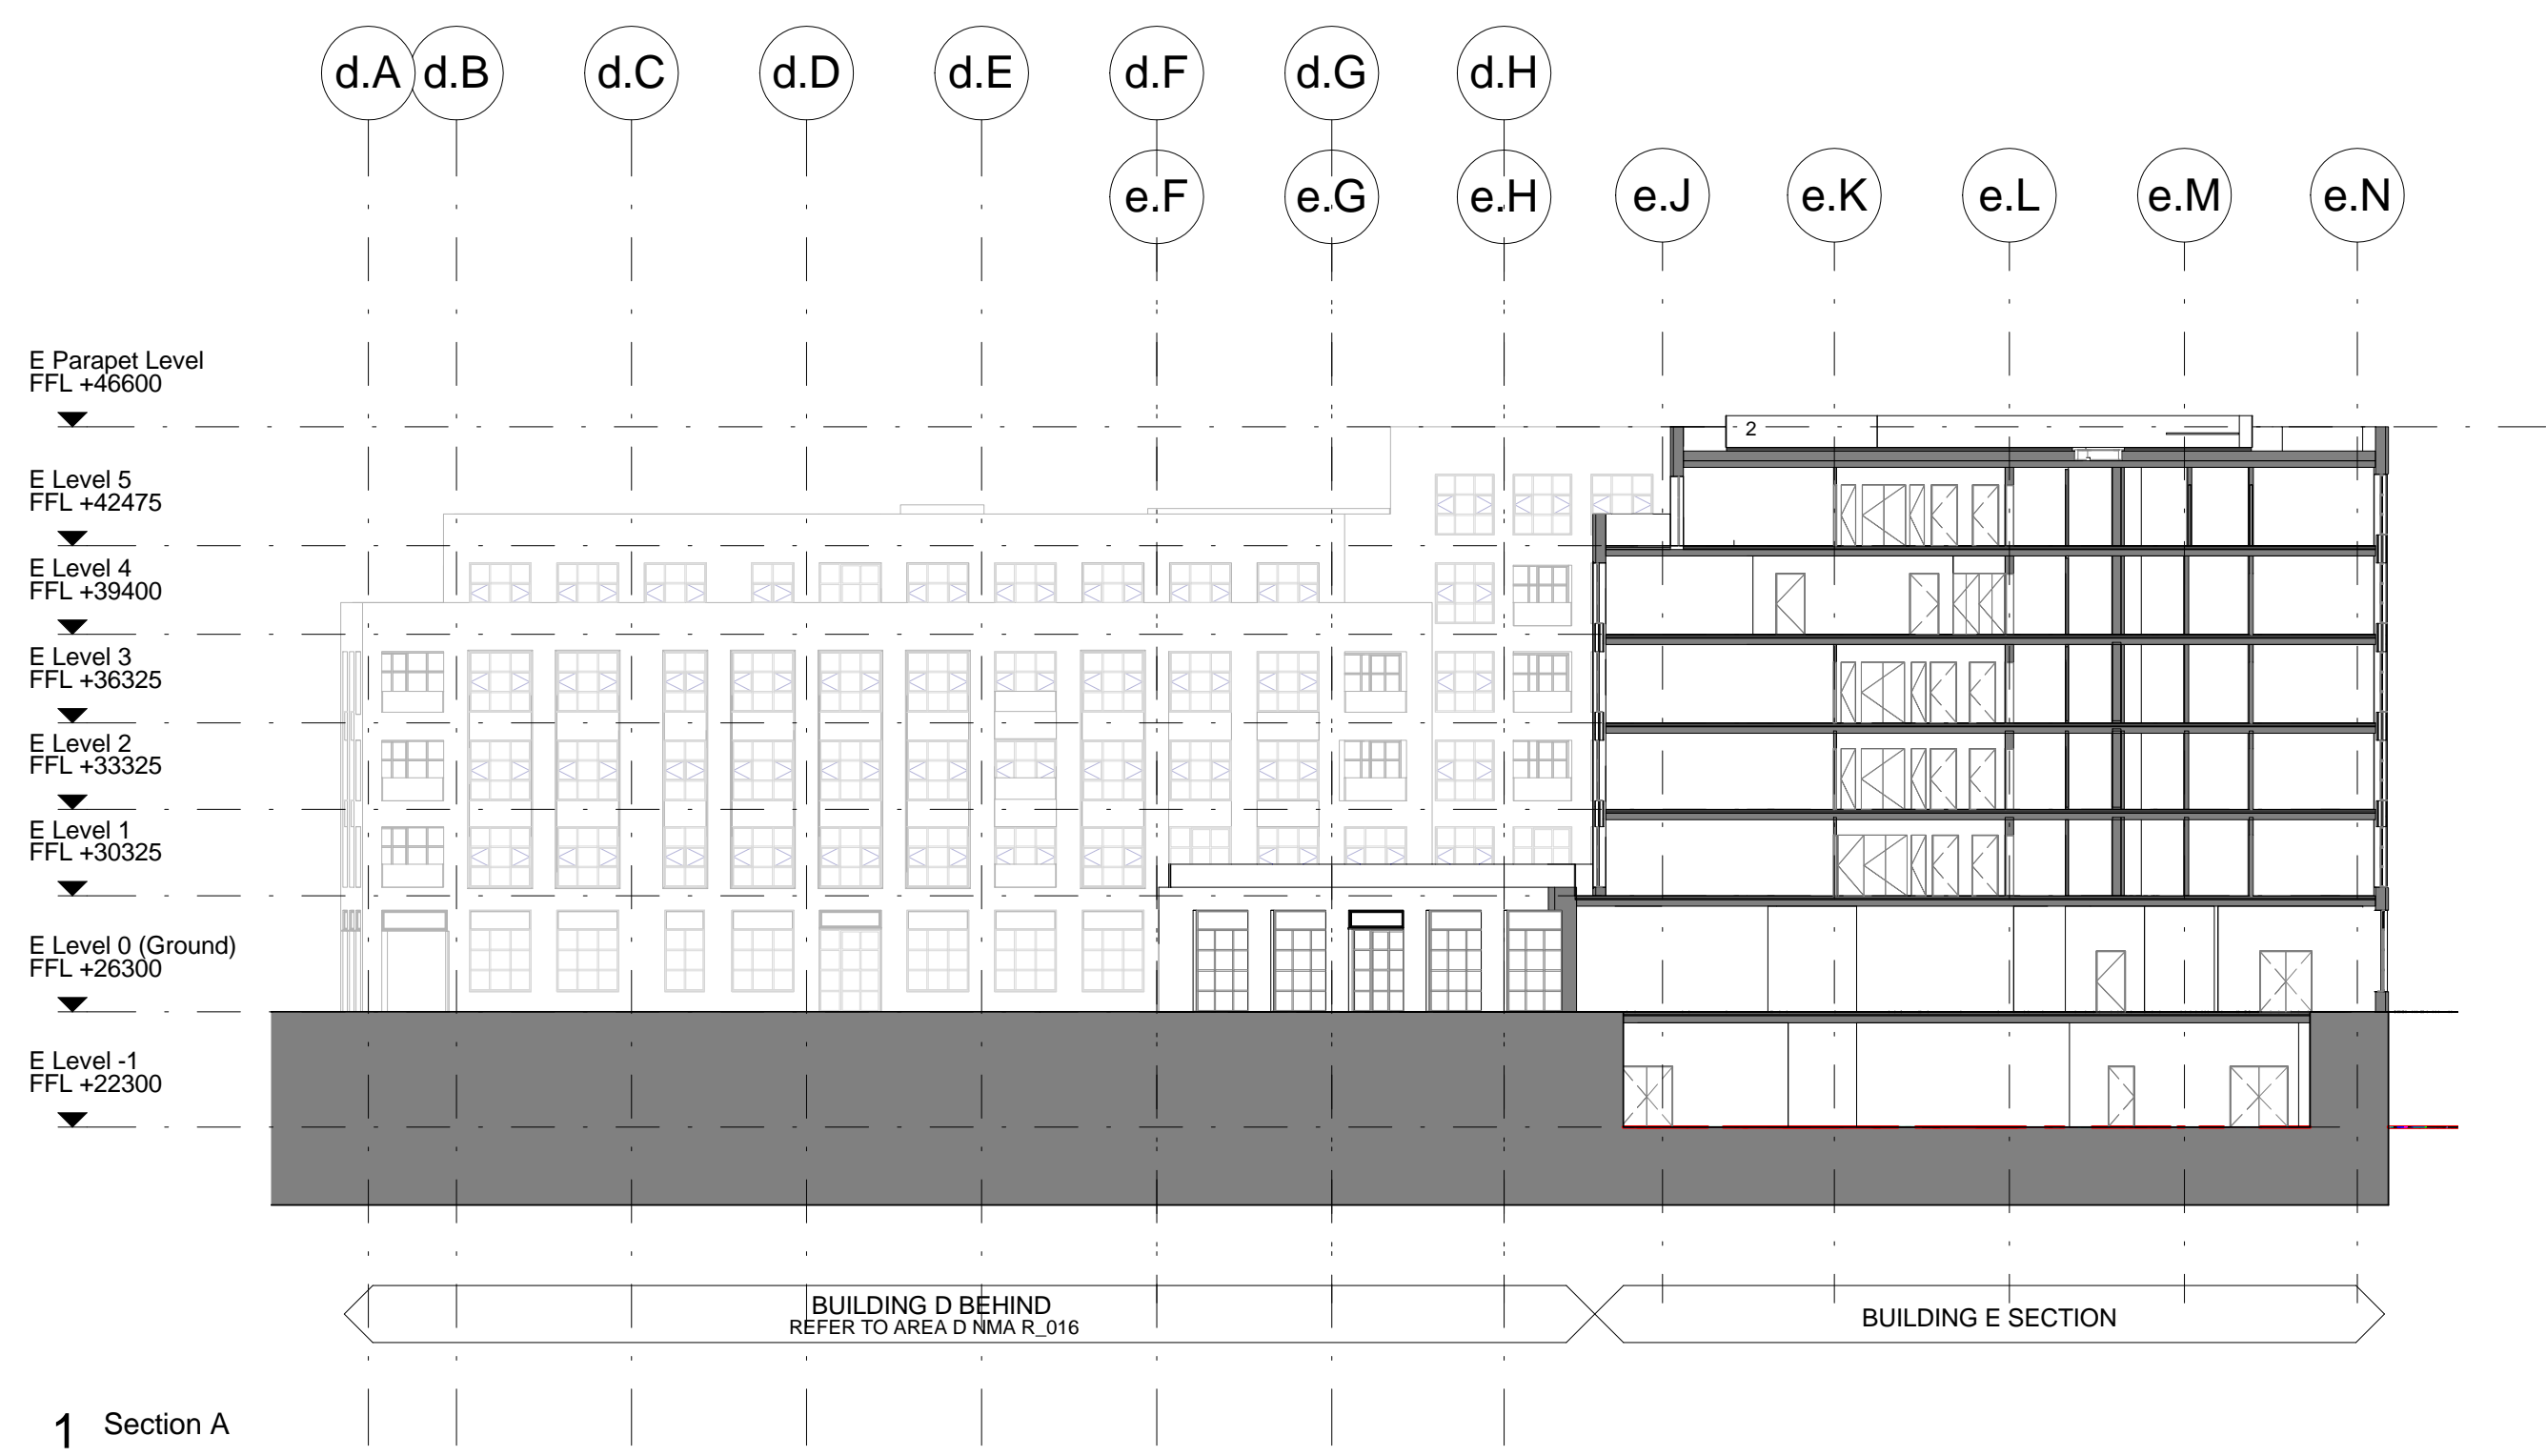 d.A
d.B
d.C
d.D
d.E
d.F
d.G
d.H
e.F
e.G
e.H
e.J
e.K
e.L
e.M
e.N
E Parapet Level
FFL +46600
2
E Level 5
FFL +42475
E Level 4
FFL +39400
E Level 3
FFL +36325
E Level 2
FFL +33325
E Level 1
FFL +30325
E Level 0 (Ground)
FFL +26300
E Level -1
FFL +22300
BUILDING D BEHIND
REFER TO AREA D NMA R_016
BUILDING E SECTION
1 Section A